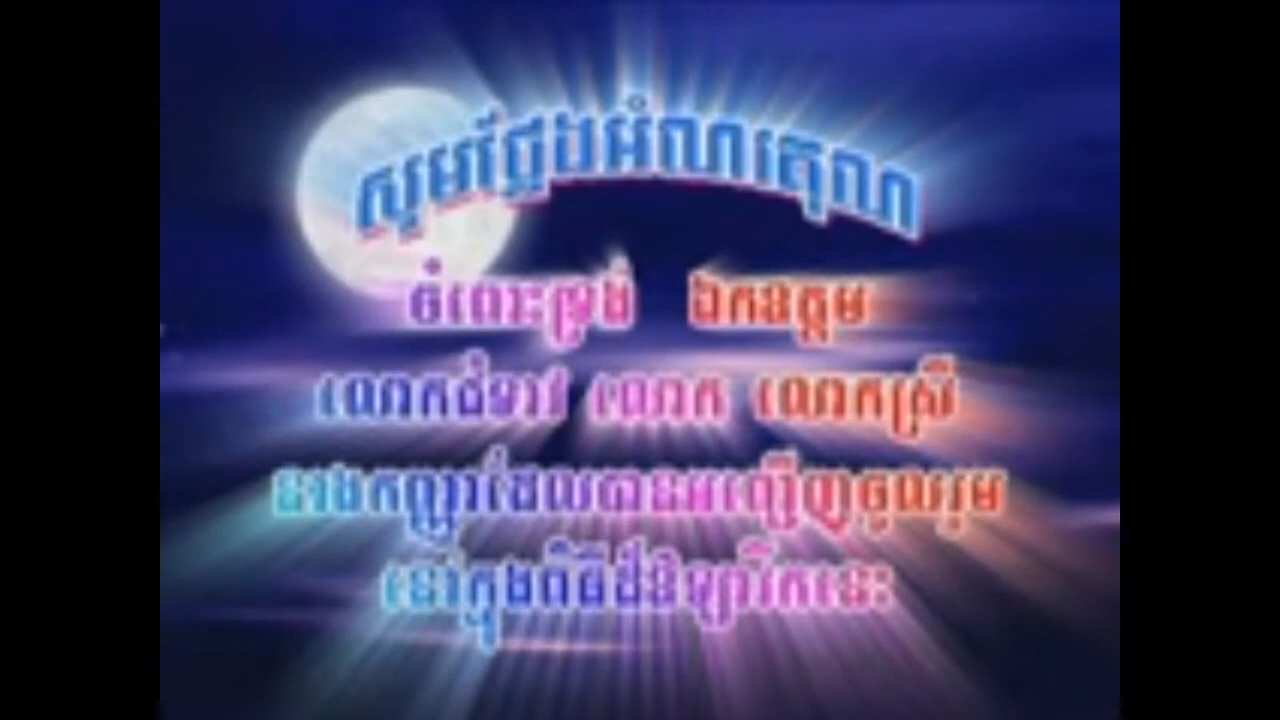 សូមថ្លែងអំណរគុណ
ចំពោះទ្រង់ ឯកឧត្តម
លោកជំទាវ លោក លោកស្រី
នាងកញ្ញាដែលបានអញ្ជើញចូលរួម
នៅក្នុងពិធីដ៏ឱឡារឹកនេះ